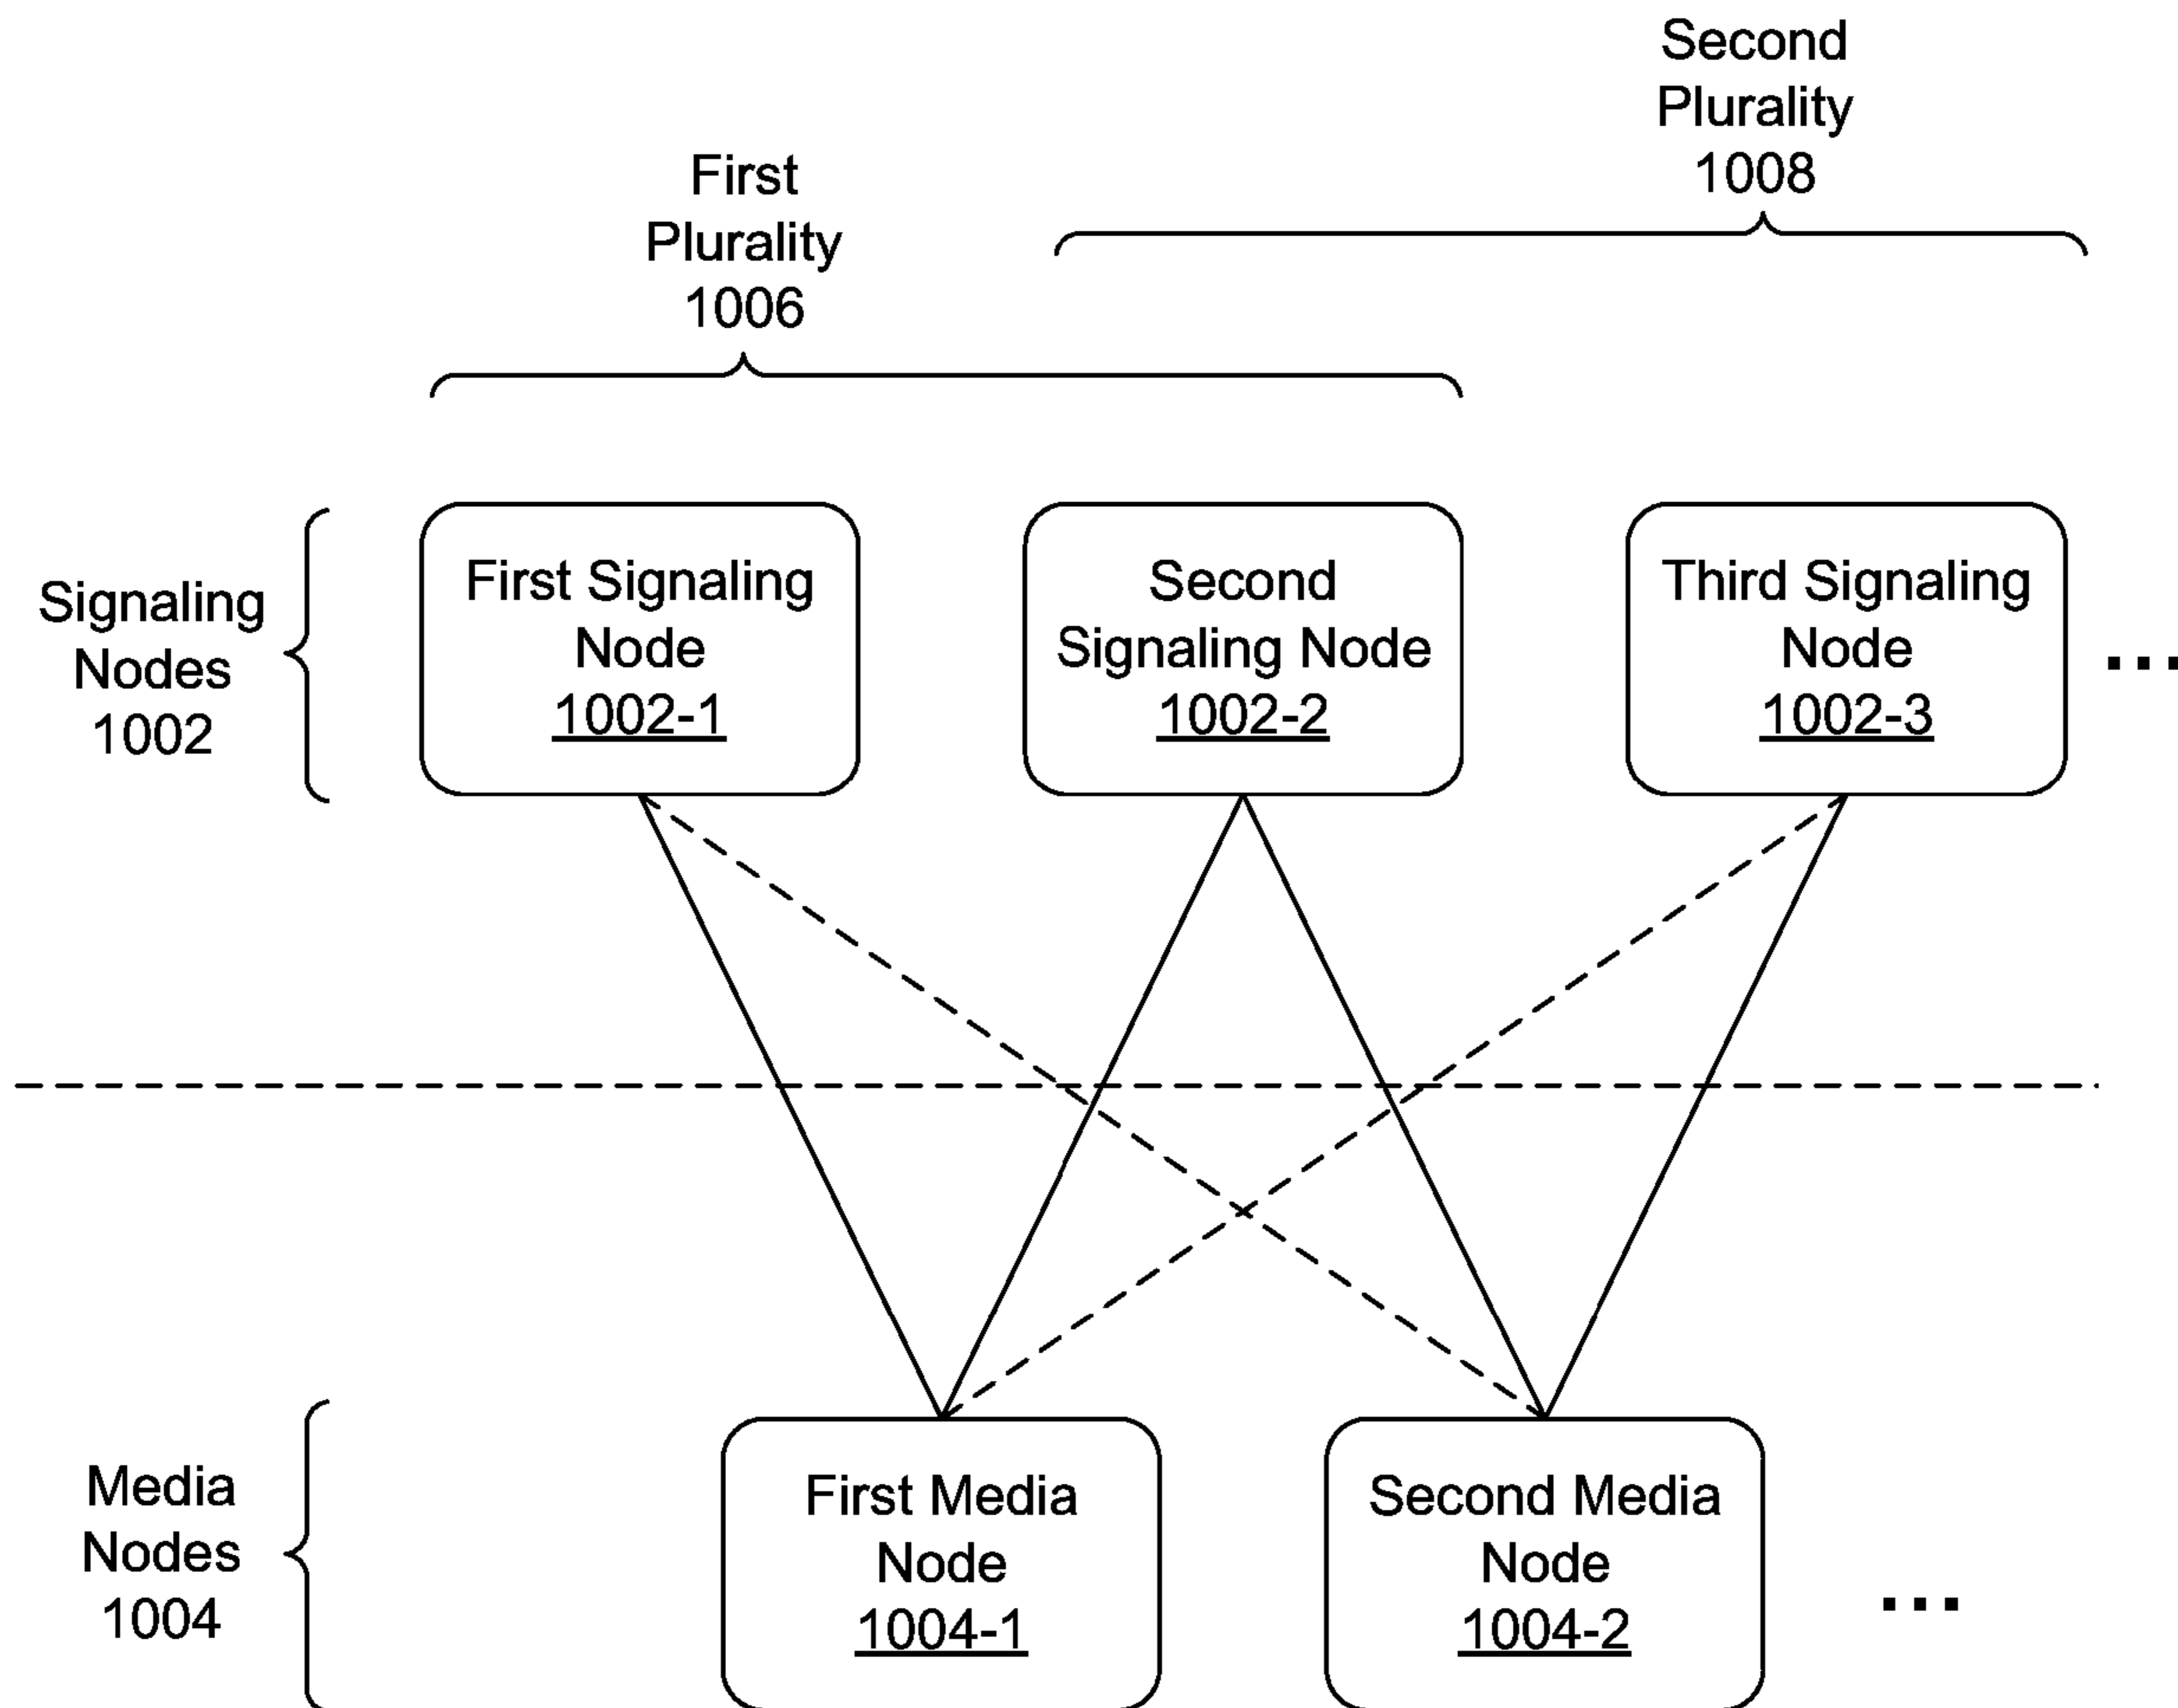 Second
Plurality
1008
First
Plurality
1006
Signaling
Nodes
1002
First Signaling
Node
1002-1
Second
Signaling Node
1002-2
Third Signaling
Node
1002-3
...
Media
Nodes
1004
First Media
Node
1004-1
Second Media
Node
1004-2
...